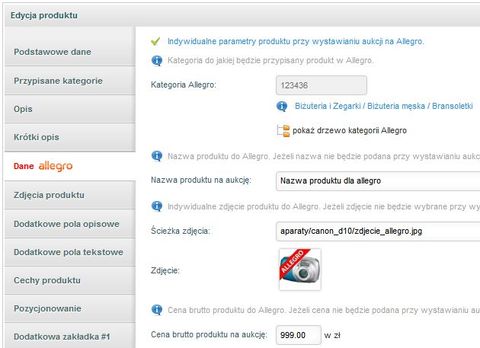 Edycja produktu
Podstawowe dane
Przypisane kategorie
Opis
Krótki opis
Dane allegro
Zdjęcia produktu
Dodatkowe pola opisowe
Dodatkowe pola tekstowe
Cechy produktu
Pozycjonowanie
Dodatkowa zakładka #1
Indywidualne parametry produktu przy wystawianiu aukcji na Allegro.
Kategoria do jakiej będzie przypisany produkt w Allegro.
Kategoria Allegro: 123436
Biżuteria i Zegarki / Biżuteria męska / Bransoletki
pokaż drzewo kategorii Allegro
Nazwa produktu do Allegro. Jeżeli nazwa nie będzie podana przy wystawianiu aukcj
Nazwa produktu na aukcję: Nazwa produktu dla allegro
Indywidualne zdjęcie produktu do Allegro. Jeżeli zdjęcie nie będzie wybrane przy wy
Ścieżka zdjęcia: aparaty/canon_d10/zdjecie_allegro.jpg
Zdjęcie: ALLEGRO
Cena brutto produktu do Allegro. Jeżeli cena nie będzie podana przy wystawianiu au
Cena brutto produktu na aukcję: 999.00 w zł